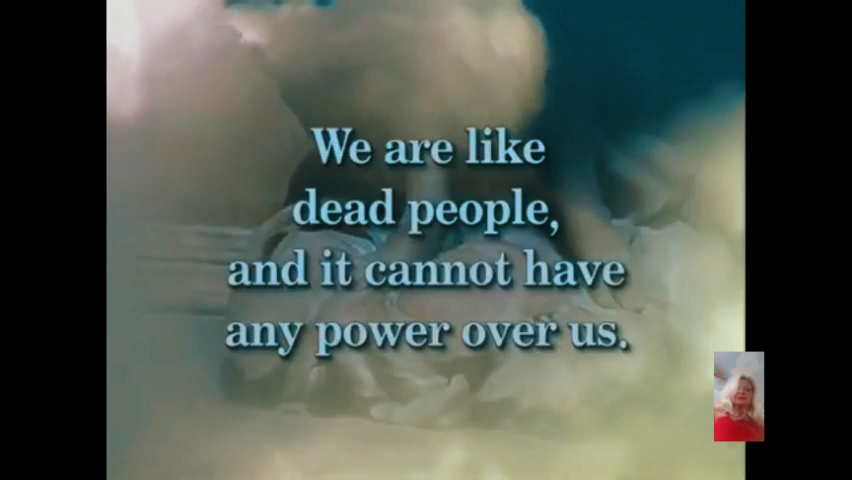 We are like
dead people,
and it cannot have
any power over us.